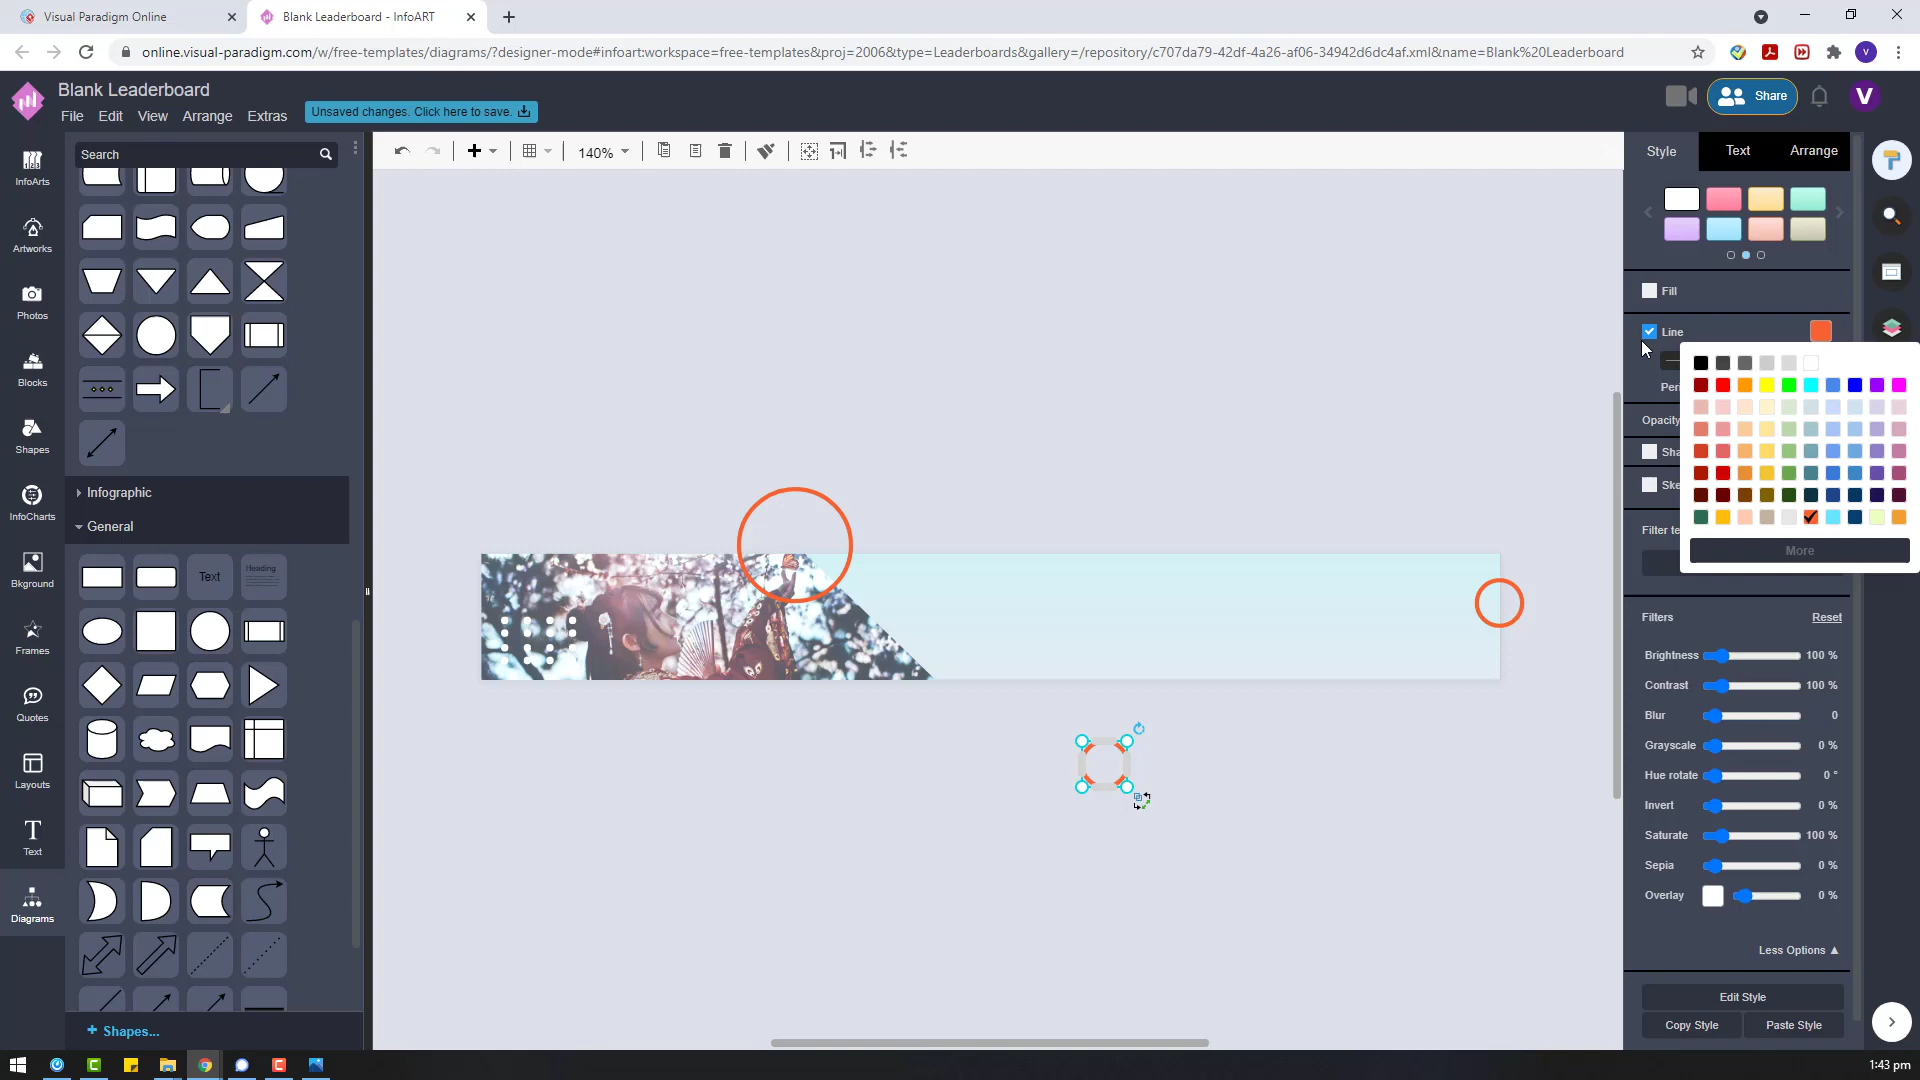 Visual Paradigm Online
Blank Leaderboard - InfoART
online.visual-paradigm.com/w/free-templates/diagrams/?designer-mode#infoart:workspace=free-templates&proj=2006&type=Leaderboards&gallery=/repository/c707da79-42df-4a26-af06-34942d6dc4af.xml&name=Blank%20Leaderboard
V
Blank Leaderboard
File Edit View Arrange Extras
Unsaved changes. Click here to save.
Share
V
InfoArts
Artworks
Photos
Blocks
Shapes
InfoCharts
Bkground
Frames
Quotes
Layouts
T
Text
Diagrams
Search
Infographic
General
Text
Heading
+ Shapes...
140%
Style Text Arrange
Fill
Line
Peri
Opacity
Sha
Ske
Filter te
More
Filters Reset
Brightness 100 %
Contrast 100 %
Blur 0
Grayscale 0 %
Hue rotate 0 °
Invert 0 %
Saturate 100 %
Sepia 0 %
Overlay 0 %
Less Options ▲
Edit Style
Copy Style Paste Style
1:43 pm